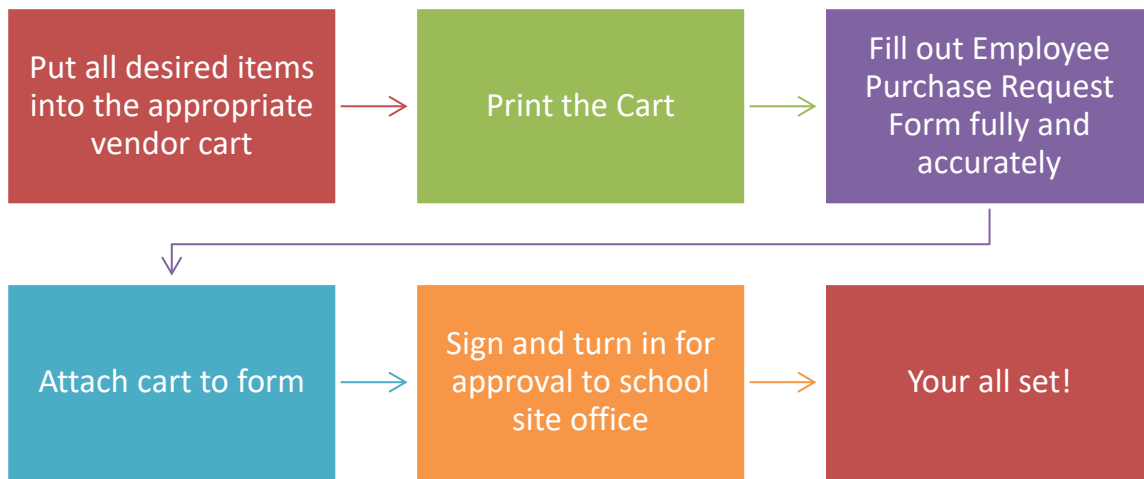 Put all desired items
into the appropriate
vendor cart
Print the Cart
Fill out Employee
Purchase Request
Form fully and
accurately
Attach cart to form
Sign and turn in for
approval to school
site office
Your all set!